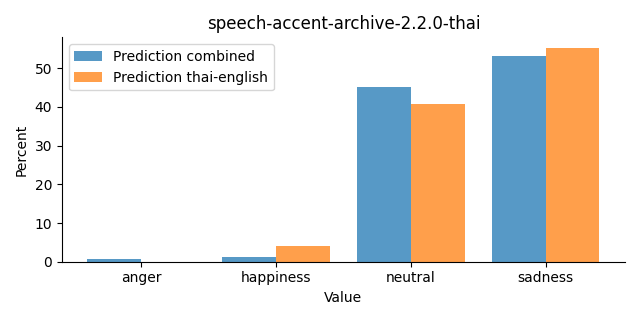 speech-accent-archive-2.2.0-thai
Prediction combined
Prediction thai-english
Percent
50
40
30
20
10
0
anger happiness neutral sadness
Value